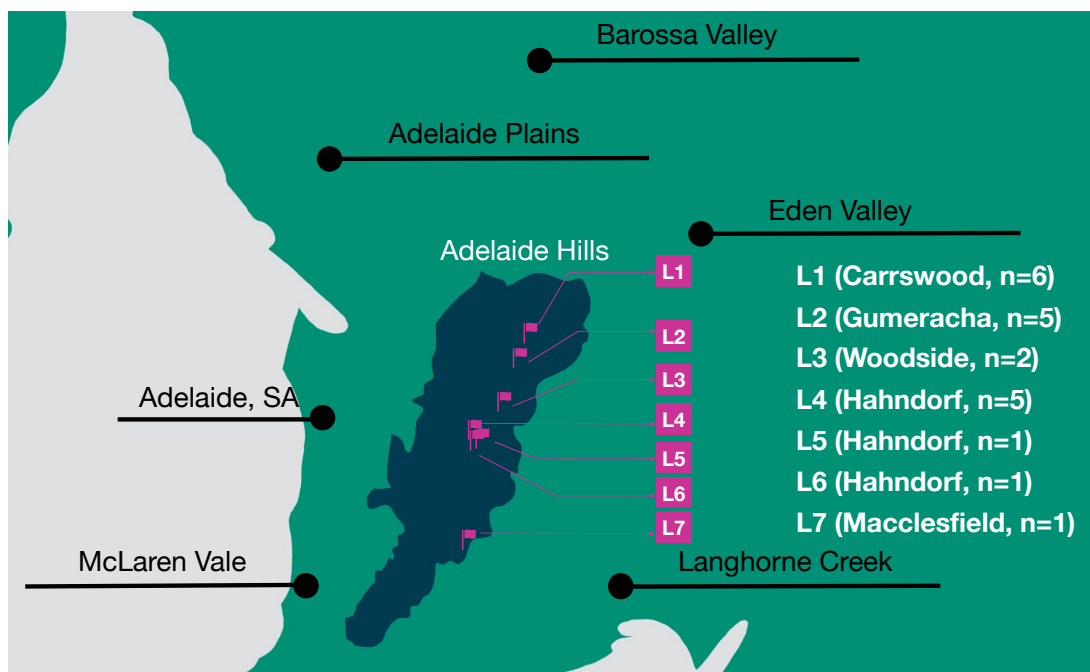 Barossa Valley
Adelaide Plains
Eden Valley
Adelaide Hills
L1
L2
L3
L4
L5
L6
L7
L1 (Carrswood, n=6)
L2 (Gumeracha, n=5)
L3 (Woodside, n=2)
L4 (Hahndorf, n=5)
L5 (Hahndorf, n=1)
L6 (Hahndorf, n=1)
L7 (Macclesfield, n=1)
Adelaide, SA
McLaren Vale
Langhorne Creek